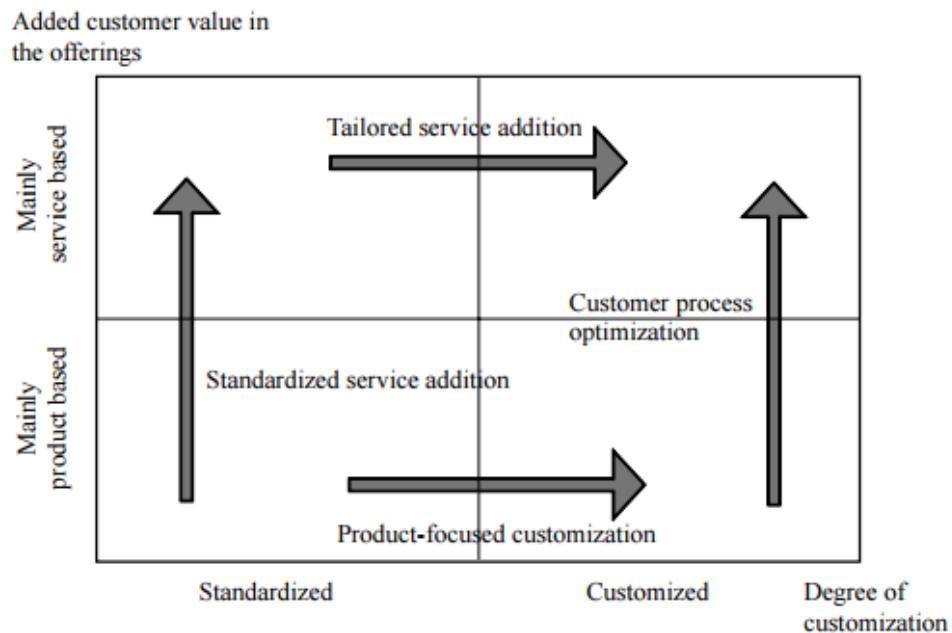 Added customer value in
the offerings
Mainly
service based
Tailored service addition
Customer process
optimization
Mainly
product based
Standardized service addition
Product-focused customization
Standardized
Customized
Degree of
customization